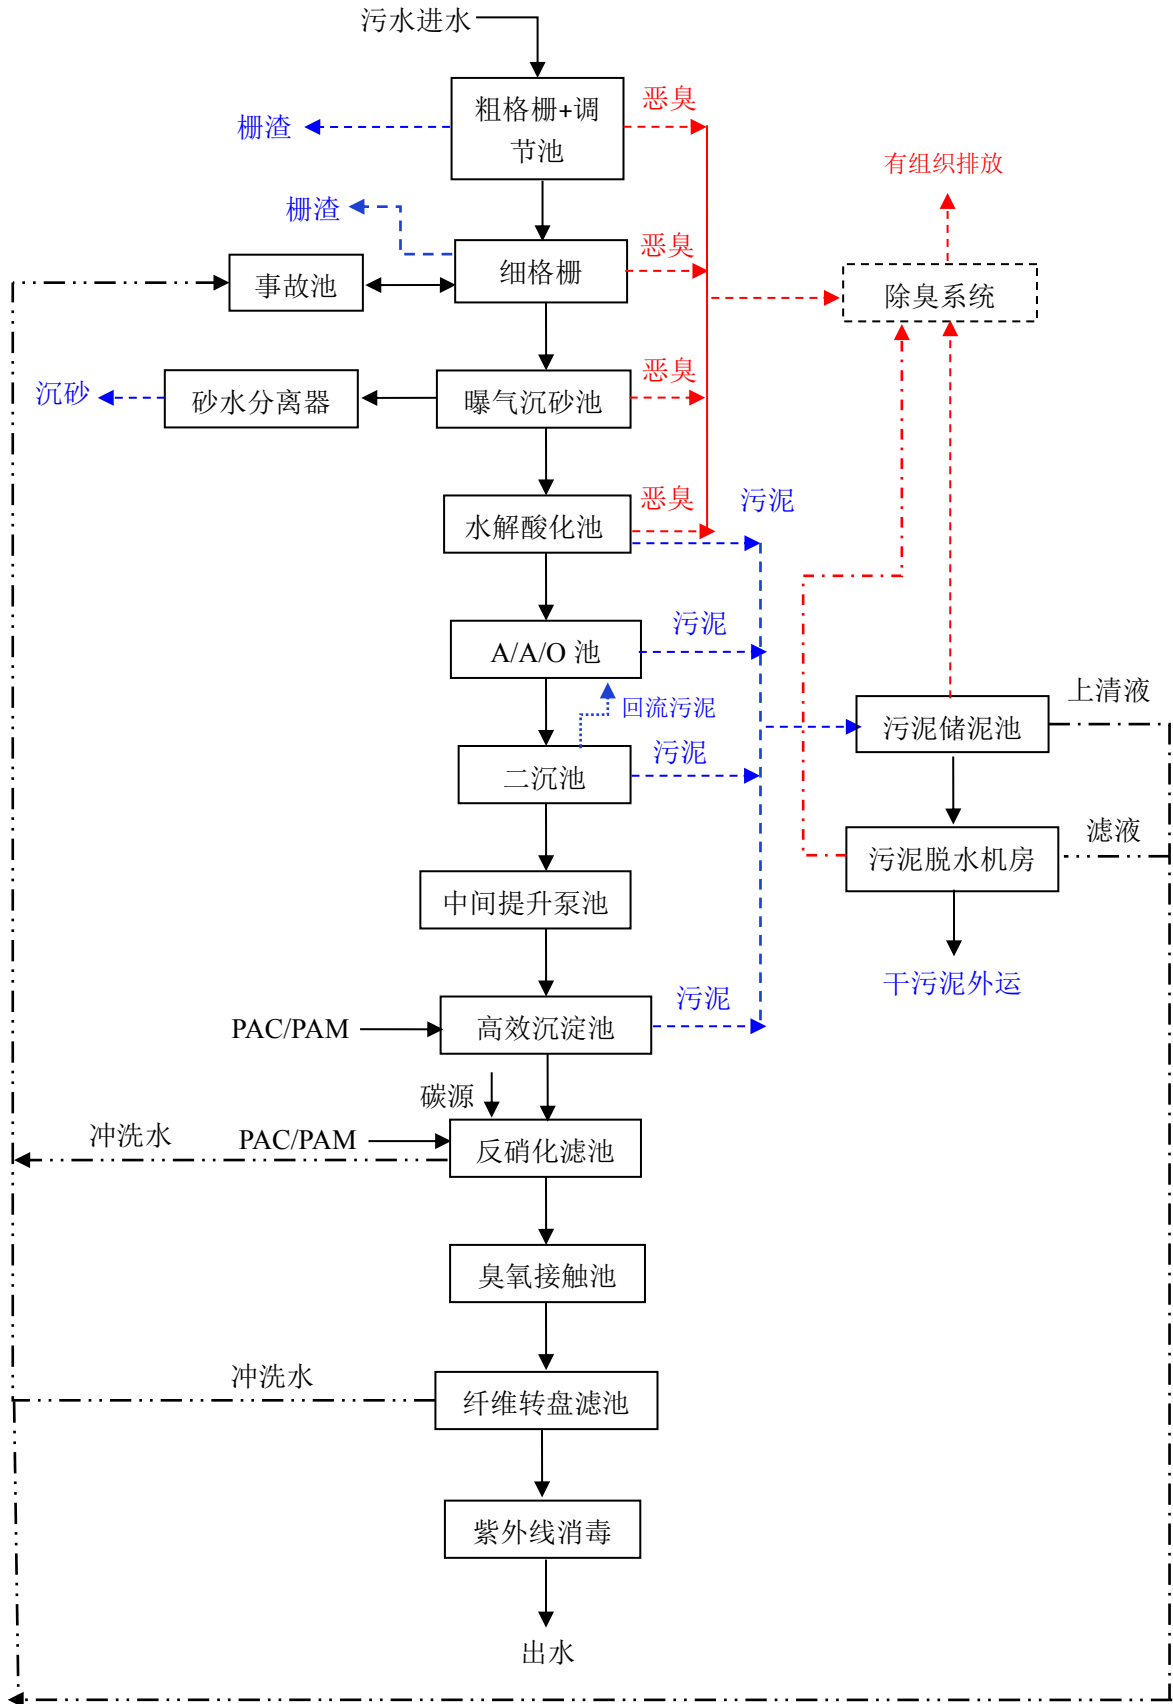 污水进水
粗格栅+调
节池
恶臭
栅渣
有组织排放
栅渣
细格栅
恶臭
事故池
除臭系统
沉砂
砂水分离器
曝气沉砂池
恶臭
水解酸化池
恶臭
污泥
A/A/O 池
污泥
回流污泥
上清液
污泥储泥池
二沉池
污泥
滤液
污泥脱水机房
中间提升泵池
干污泥外运
PAC/PAM
高效沉淀池
污泥
碳源
冲洗水
PAC/PAM
反硝化滤池
臭氧接触池
冲洗水
纤维转盘滤池
紫外线消毒
出水